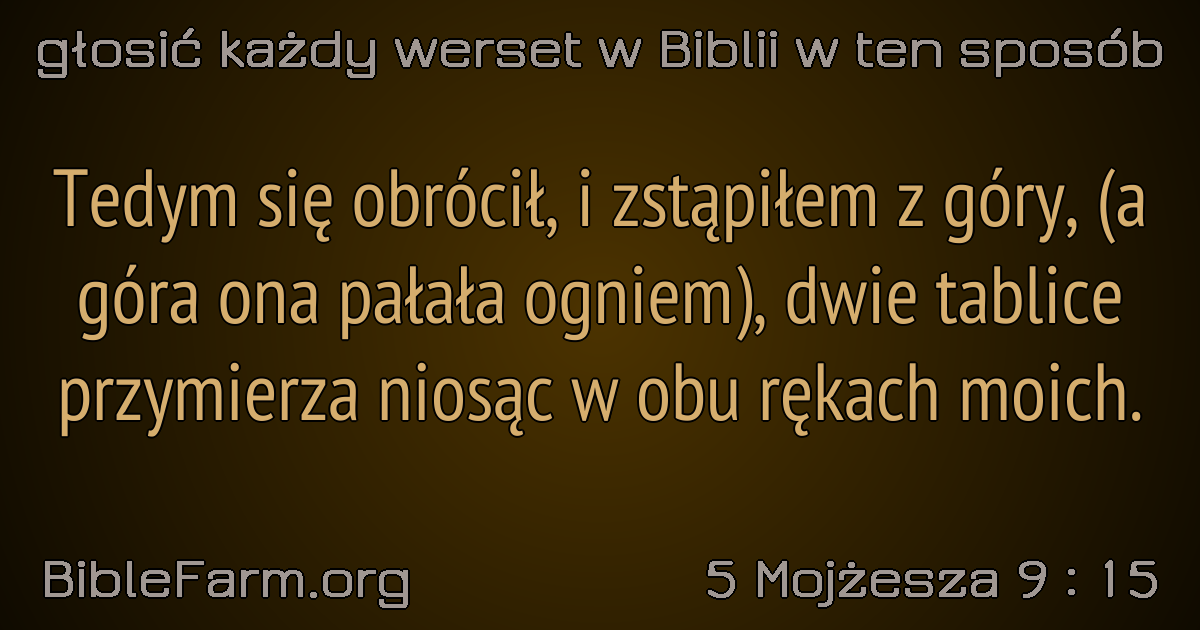 głosić każdy werset w Biblii w ten sposób
Tedym się obrócił, i zstąpiłem z góry, (a
góra ona pałała ogniem), dwie tablice
przymierza niosąc w obu rękach moich.
BibleFarm.org
5 Mojżesza 9 : 15